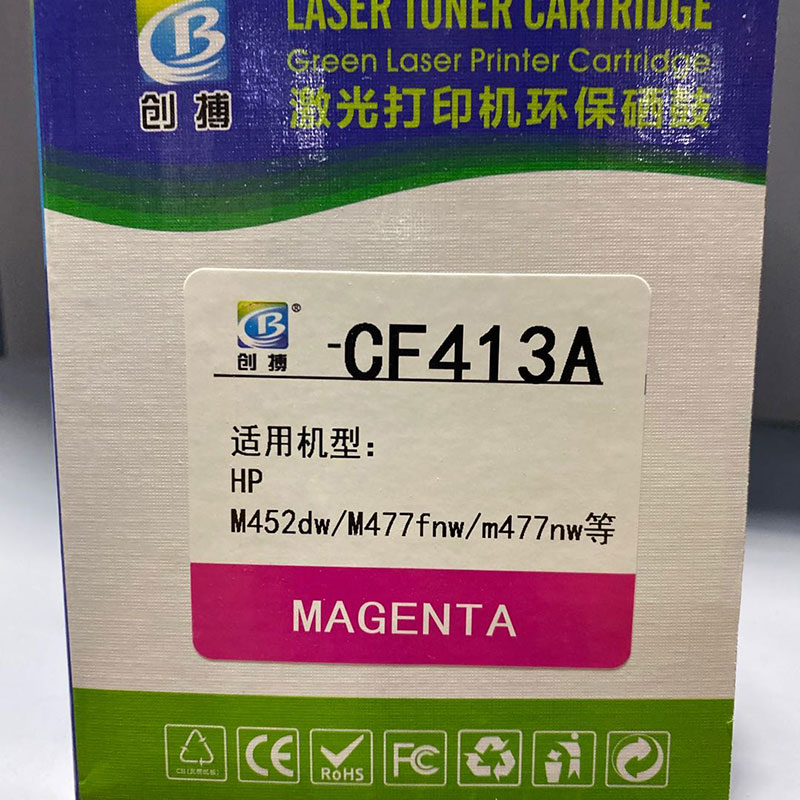 LASER TONER CARTRIDGE
Green Laser Printer Cartridge
创搏
激光打印机环保硒鼓
B®
创搏
-CF413A
适用机型：
HP
M452dw/M477fnw/m477nw等
MAGENTA
CE
RoHS
FC